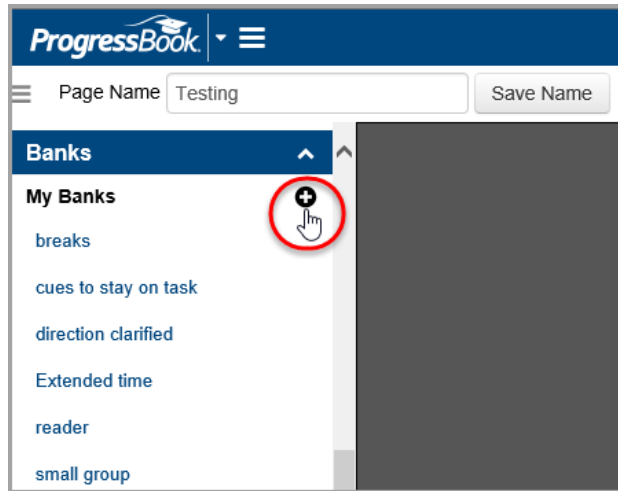 ProgressBook
Page Name Testing Save Name
Banks
My Banks
breaks
cues to stay on task
direction clarified
Extended time
reader
small group